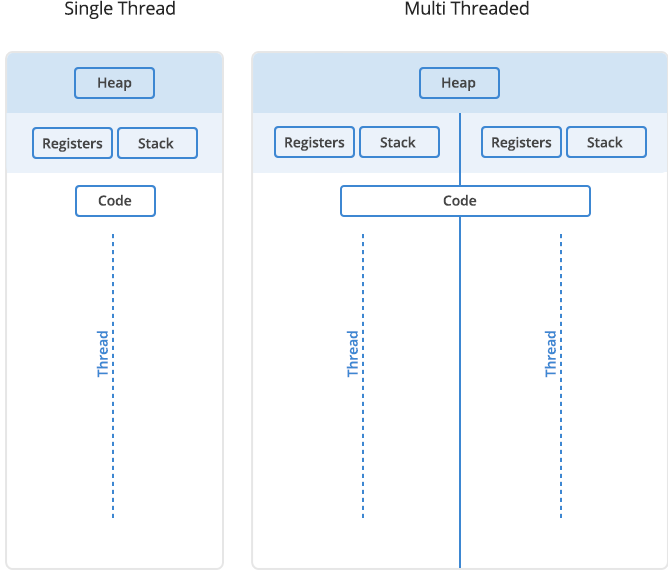 Single Thread
Multi Threaded
Heap
Heap
Registers
Stack
Registers
Stack
Registers
Stack
Code
Code
Thread
Thread
Thread